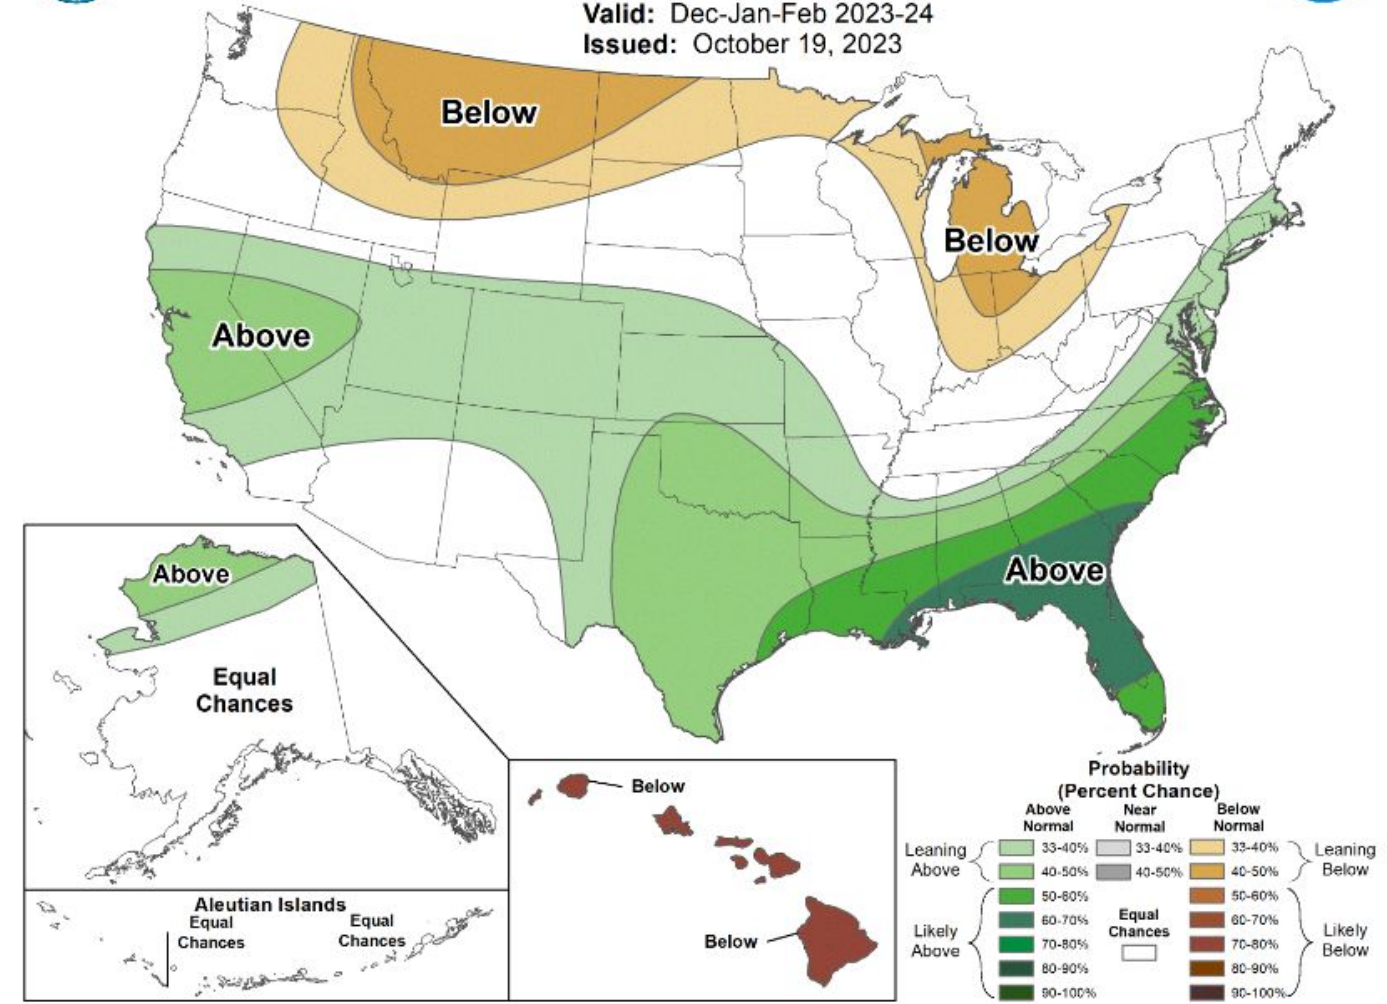 Valid: Dec-Jan-Feb 2023-24
Issued: October 19, 2023
Below
Below
Above
Above
Above
Equal
Chances
Aleutian Islands
Equal
Chances
Equal
Chances
Below
Below
Probability
(Percent Chance)
Above
Normal
Near
Normal
Below
Normal
Leaning
Above
33-40%
33-40%
33-40%
40-50%
40-50%
40-50%
Leaning
Below
Likely
Above
50-60%
50-60%
60-70%
60-70%
70-80%
70-80%
80-90%
80-90%
90-100%
90-100%
Equal
Chances
Likely
Below